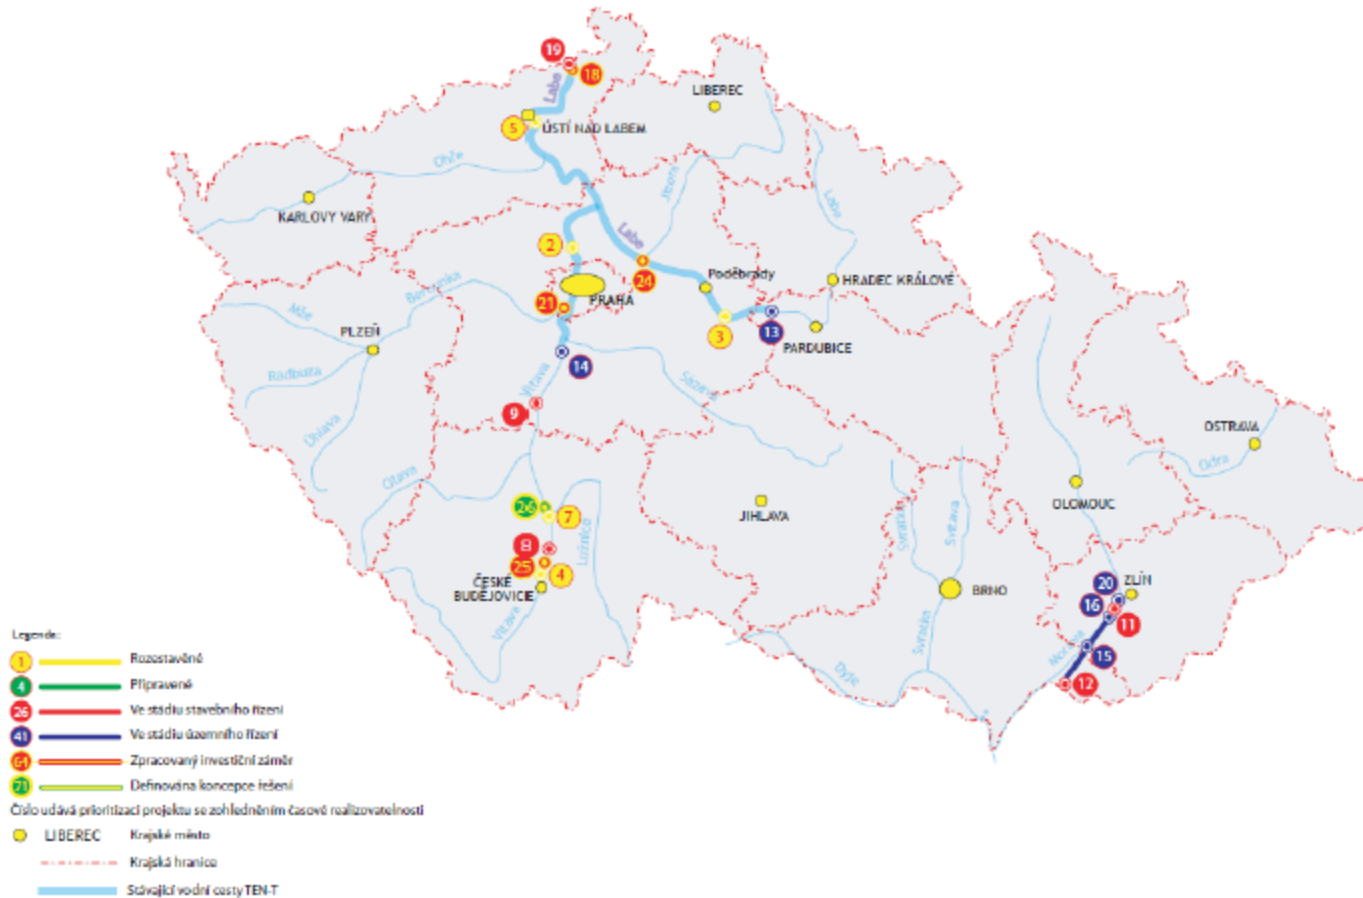 19
18
Labe
LIBEREC
5
ÚSTÍ NAD LABEM
Ohře
Jizera
Labe
KARLOVY VARY
2
Labe
Poděbrady
HRADEC KRÁLOVÉ
Berounka
24
PRAHA
21
Mže
PLZEŇ
3
13
PARDUBICE
14
Radbuza
Vltava
Sázava
9
Úhlava
OSTRAVA
Odra
Otava
OLOMOUC
26
7
JIHLAVA
Lužnice
Svratka
Svitava
8
25
4
ČESKÉ
BUDĚJOVICE
BRNO
20
ZLÍN
16
11
Vltava
Svratka
Morava
15
Dyje
12
Legenda:
1 Rozestavěné
4 Připravené
26 Ve stádiu stavebního řízení
41 Ve stádiu územního řízení
64 Zpracovaný investiční záměr
71 Definována koncepce řešení
Číslo udává prioritizaci projektu se zohledněním časové realizovatelnosti
LIBEREC Krajské město
Krajská hranice
Stávající vodní cesty TEN-T